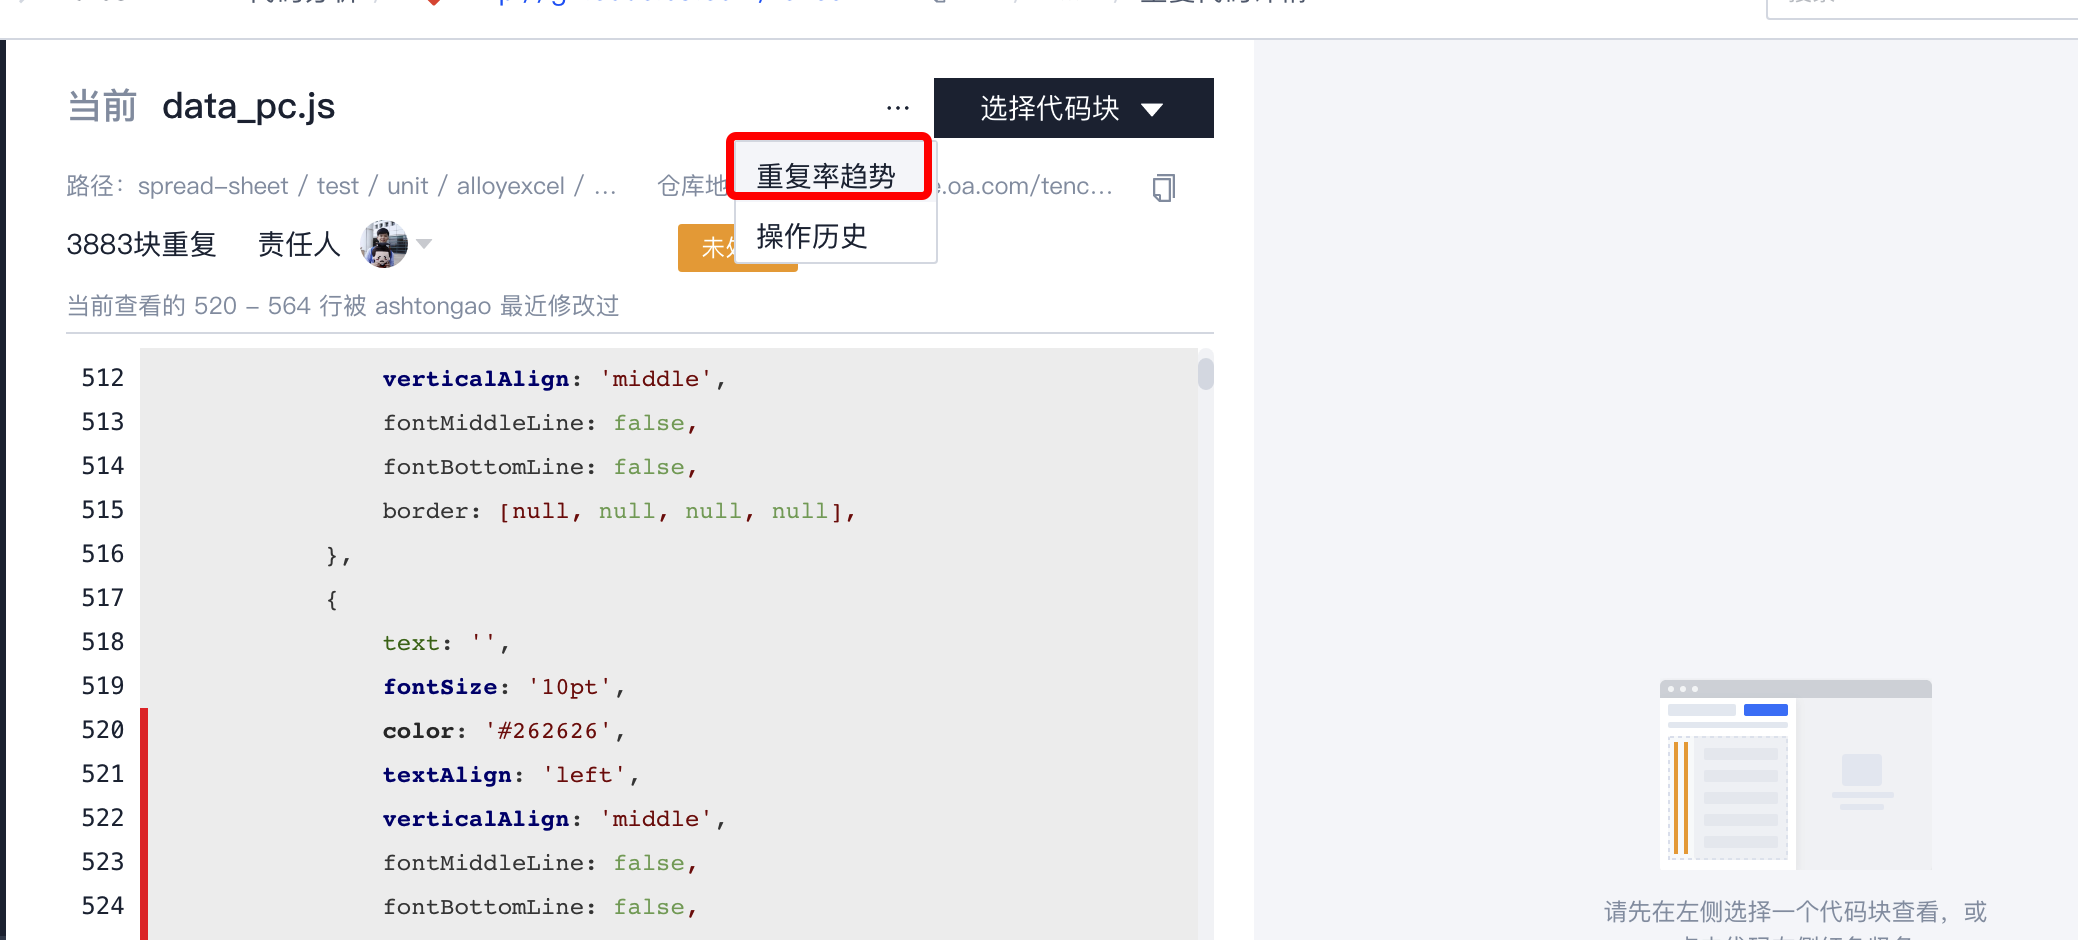 当前 data_pc.js
... 选择代码块
重复率趋势
操作历史
路径：spread-sheet / test / unit / alloyexcel / ...
仓库地 .oa.com/tenc...
3883块重复 责任人
未
当前查看的 520 - 564 行被 ashtongao 最近修改过
512 verticalAlign: 'middle',
513 fontMiddleLine: false,
514 fontBottomLine: false,
515 border: [null, null, null, null],
516 },
517 {
518 text: '',
519 fontSize: '10pt',
520 color: '#262626',
521 textAlign: 'left',
522 verticalAlign: 'middle',
523 fontMiddleLine: false,
524 fontBottomLine: false,
请先在左侧选择一个代码块查看，或